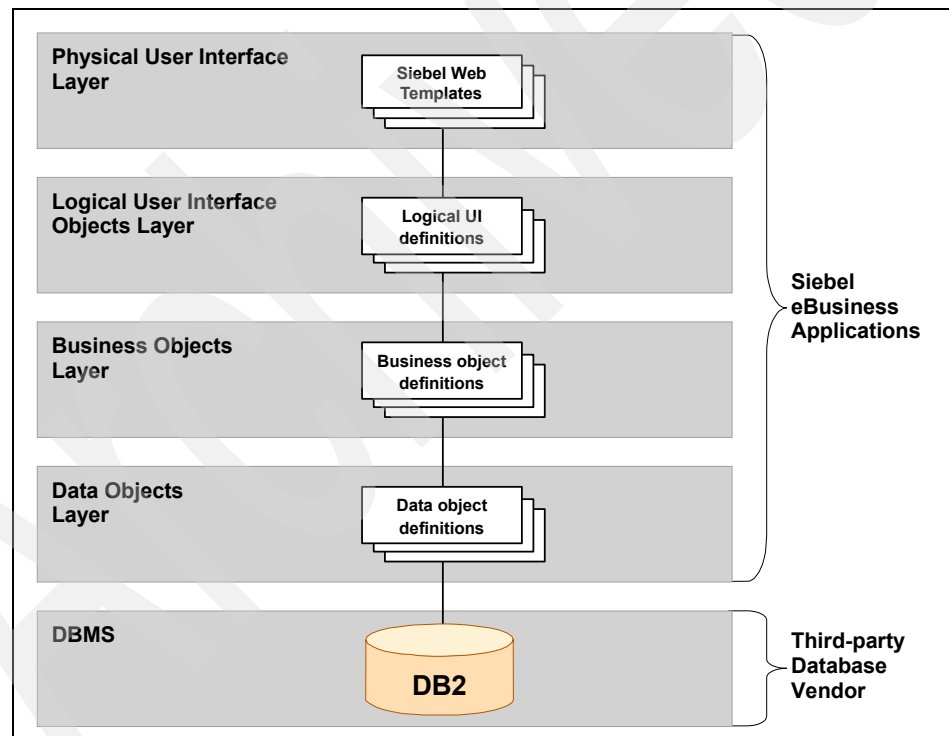 Physical User Interface
Layer
Siebel Web
Templates
Logical User Interface
Objects Layer
Logical UI
definitions
Business Objects
Layer
Business object
definitions
Data Objects
Layer
Data object
definitions
DBMS
DB2
Siebel
eBusiness
Applications
Third-party
Database
Vendor